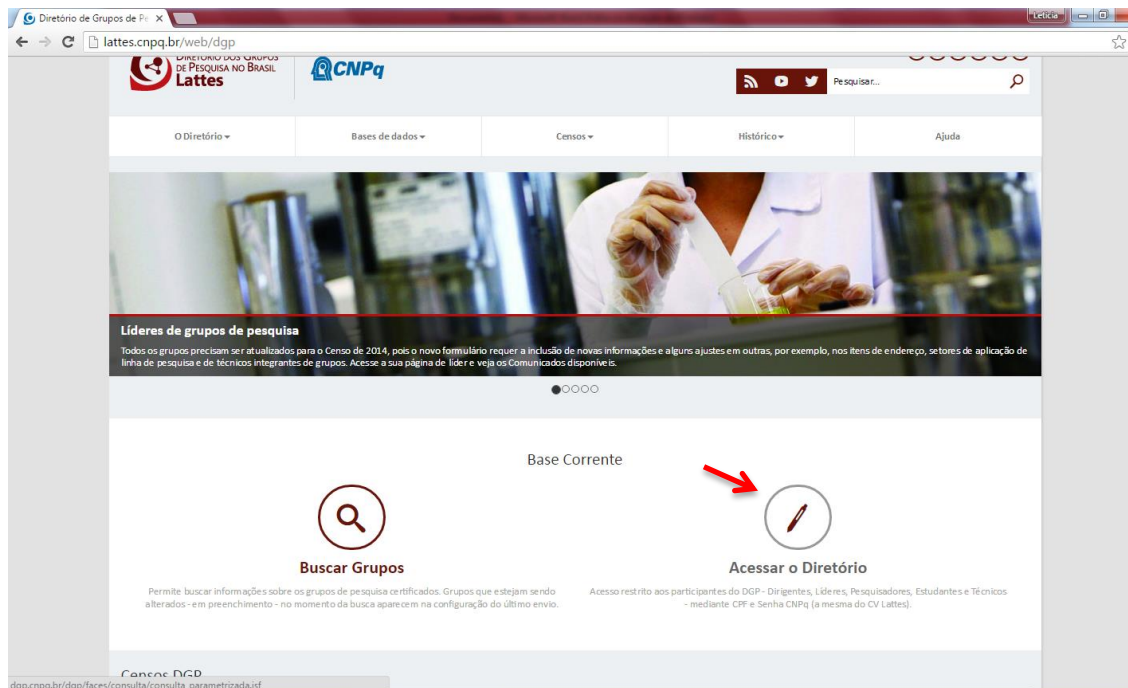 Diretório de Grupos de Pe
Leticia
lattes.cnpq.br/web/dgp
DIRETÓRIO DOS GRUPOS
DE PESQUISA NO BRASIL
Lattes
CNPq
Pesquisar...
O Diretório
Bases de dados
Censos
Histórico
Ajuda
Líderes de grupos de pesquisa
Todos os grupos precisam ser atualizados para o Censo de 2014, pois o novo formulário requer a inclusão de novas informações e alguns ajustes em outras, por exemplo, nos itens de endereço, setores de aplicação de
linha de pesquisa e de técnicos integrantes de grupos. Acesse a sua página de líder e veja os Comunicados disponíveis.
Base Corrente
Buscar Grupos
Permite buscar informações sobre os grupos de pesquisa certificados. Grupos que estejam sendo
alterados - em preenchimento - no momento da busca aparecem na configuração do último envio.
Acessar o Diretório
Acesso restrito aos participantes do DGP - Dirigentes, Líderes, Pesquisadores, Estudantes e Técnicos
- mediante CPF e Senha CNPq (a mesma do CV Lattes).
Censos DGP
dgp.cnpq.br/dgp/faces/consulta/consulta_parametrizada.jsf